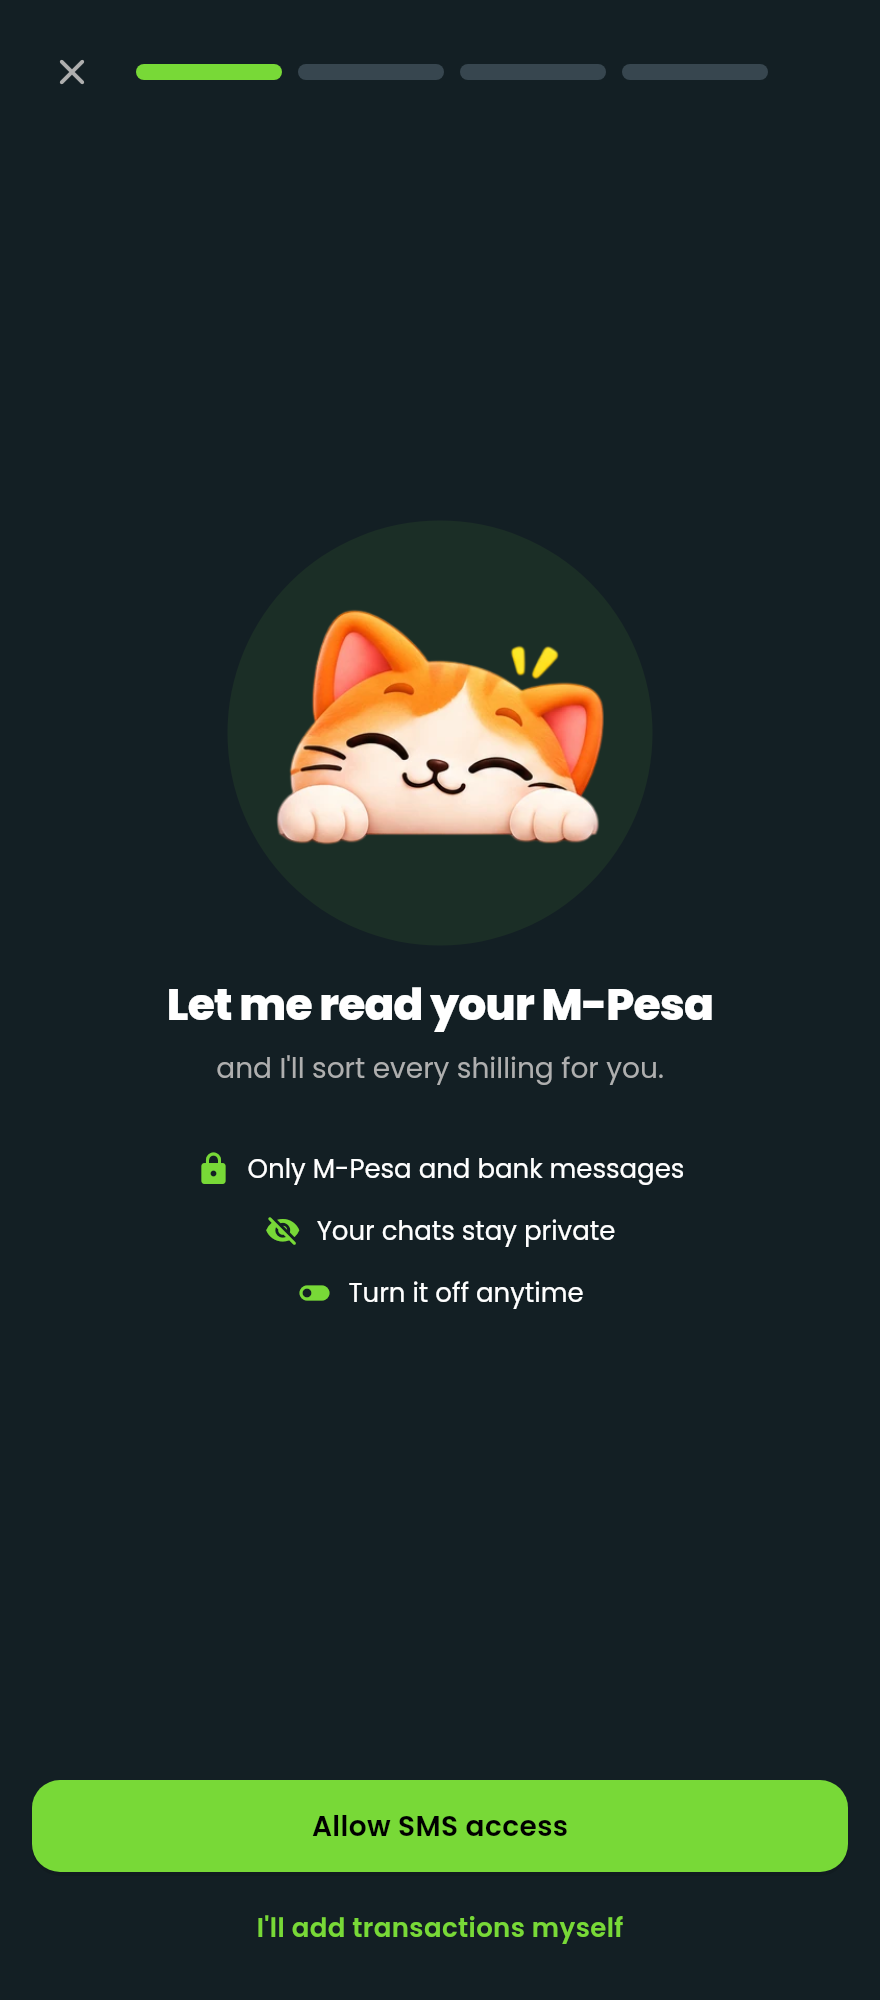 Let me read your M-Pesa
and I'll sort every shilling for you.
Only M-Pesa and bank messages
Your chats stay private
Turn it off anytime
Allow SMS access
I'll add transactions myself